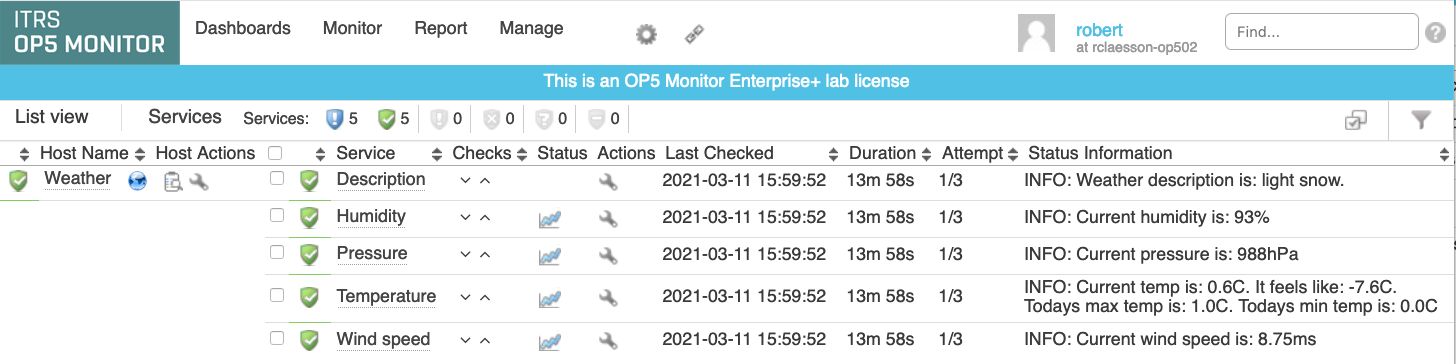 ITRS
OP5 MONITOR
Dashboards Monitor Report Manage
robert
at rclaesson-op502
Find...
?
This is an OP5 Monitor Enterprise+ lab license
List view Services Services: 5 5 0 0 0 0
Host Name Host Actions Service Checks Status Actions Last Checked Duration Attempt Status Information
Weather Description 2021-03-11 15:59:52 13m 58s 1/3 INFO: Weather description is: light snow.
Humidity 2021-03-11 15:59:52 13m 58s 1/3 INFO: Current humidity is: 93%
Pressure 2021-03-11 15:59:52 13m 58s 1/3 INFO: Current pressure is: 988hPa
Temperature 2021-03-11 15:59:52 13m 58s 1/3 INFO: Current temp is: 0.6C. It feels like: -7.6C.
Todays max temp is: 1.0C. Todays min temp is: 0.0C
Wind speed 2021-03-11 15:59:52 13m 58s 1/3 INFO: Current wind speed is: 8.75ms